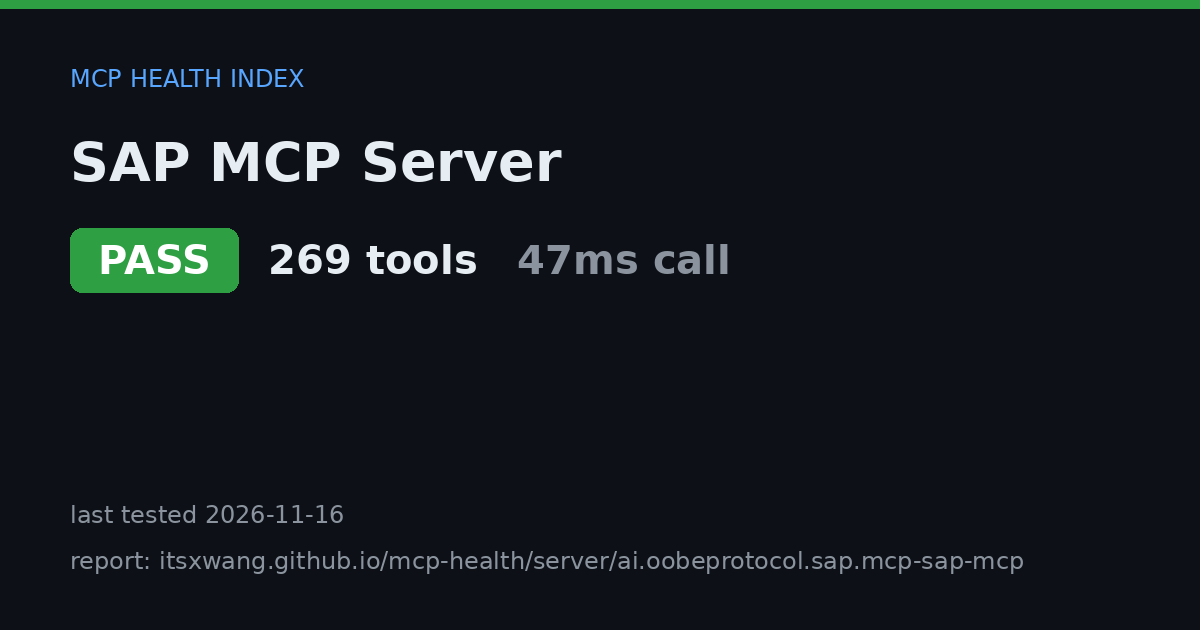 MCP HEALTH INDEX
SAP MCP Server
PASS 269 tools 47ms call
last tested 2026-11-16
report: itsxwang.github.io/mcp-health/server/ai.oobeprotocol.sap.mcp-sap-mcp